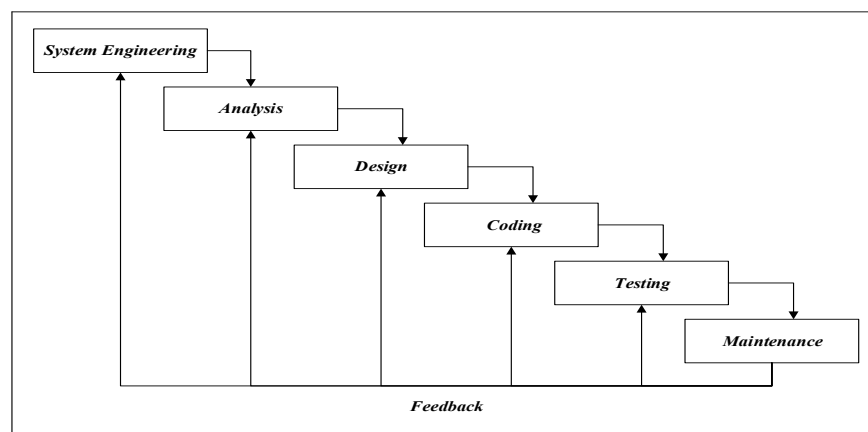 System Engineering
Analysis
Design
Coding
Testing
Maintenance
Feedback